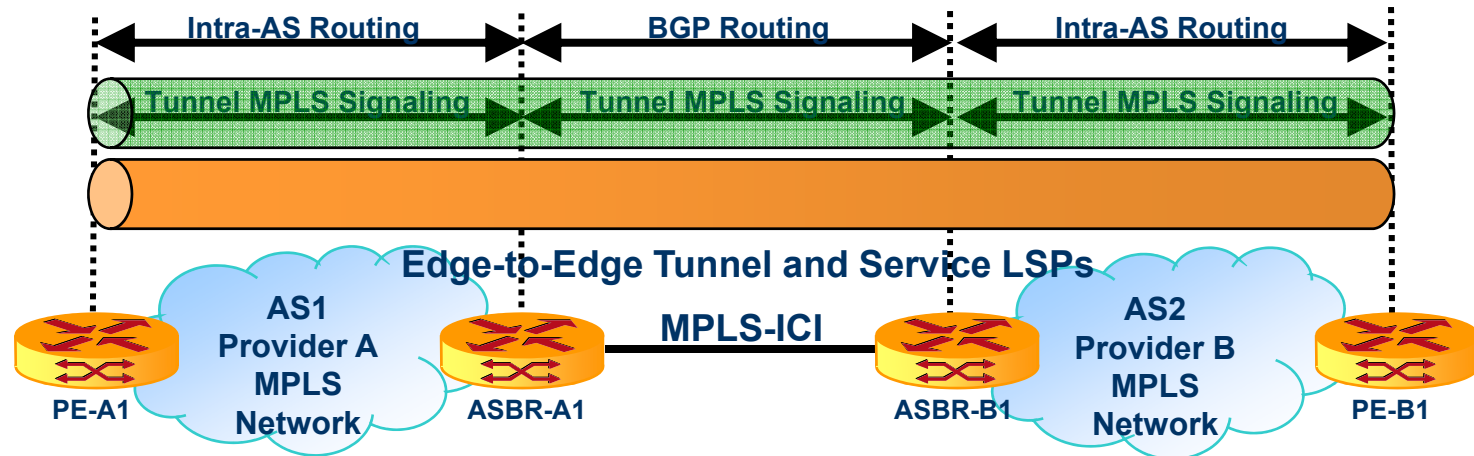 Intra-AS Routing
BGP Routing
Intra-AS Routing
Tunnel MPLS Signaling
Tunnel MPLS Signaling
Tunnel MPLS Signaling
Edge-to-Edge Tunnel and Service LSPs
AS1
Provider A
MPLS
Network
MPLS-ICI
AS2
Provider B
MPLS
Network
PE-A1
ASBR-A1
ASBR-B1
PE-B1